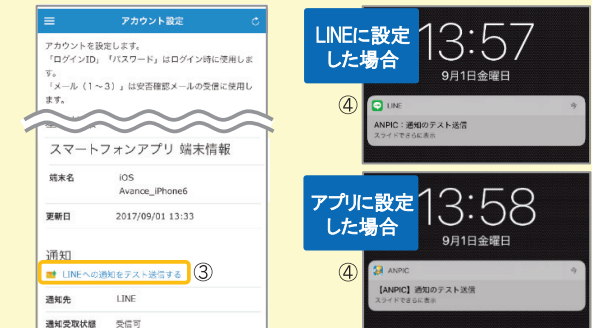 アカウント設定
アカウントを設定します。
「ログインID」「パスワード」はログイン時に使用しま
す。
「メール（1～3）」は安否確認メールの受信に使用し
ます。
スマートフォンアプリ 端末情報
端末名 iOS
Avance_iPhone6
更新日 2017/09/01 13:33
通知
LINEへの通知をテスト送信する ③
通知先 LINE
通知受取状態 受信可
LINEに設定
した場合
13:57
9月1日金曜日
④
LINE 今
ANPIC：通知のテスト送信
スライドでさらに表示
アプリに設定
した場合
13:58
9月1日金曜日
④
ANPIC 今
【ANPIC】通知のテスト送信
スライドでさらに表示